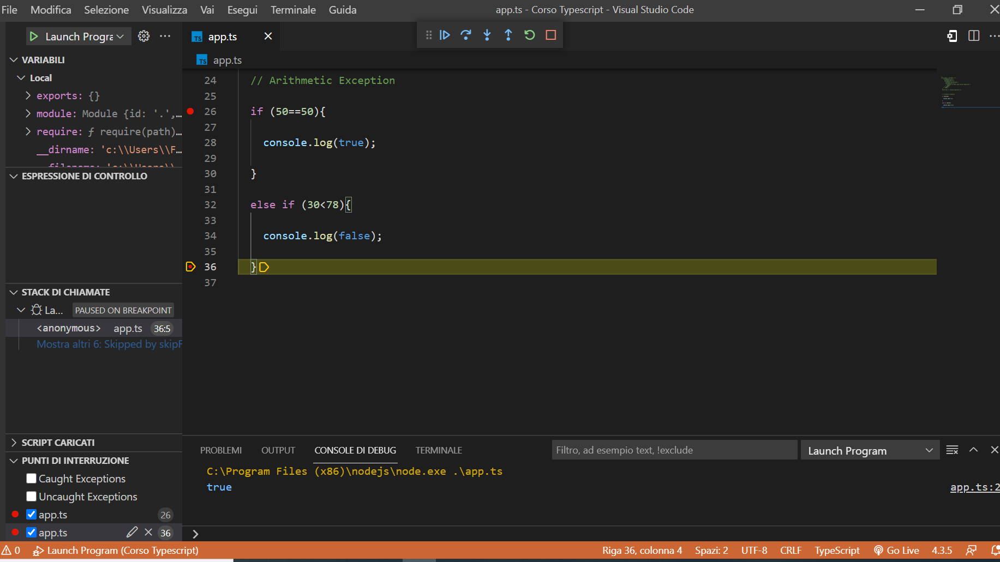 File Modifica Selezione Visualizza Vai Esegui Terminale Guida app.ts - Corso Typescript - Visual Studio Code
Launch Progra
TS app.ts
VARIABILI
TS app.ts
Local
exports: {}
module: Module {id: '.',…
require: ƒ require(path)…
__dirname: 'c:\\Users\\F…
ESPRESSIONE DI CONTROLLO
24 // Arithmetic Exception
25
26 if (50==50){
27
28 console.log(true);
29
30 }
31
32 else if (30<78){
33
34 console.log(false);
35
36 }
37
STACK DI CHIAMATE
La... PAUSED ON BREAKPOINT
<anonymous> app.ts 36:5
Mostra altri 6: Skipped by skipF
SCRIPT CARICATI
PUNTI DI INTERRUZIONE
Caught Exceptions
Uncaught Exceptions
app.ts 26
app.ts 36
PROBLEMI OUTPUT CONSOLE DI DEBUG TERMINALE
Filtro, ad esempio text, !exclude
Launch Program
C:\Program Files (x86)\nodejs\node.exe .\app.ts
true app.ts:2
0 Launch Program (Corso Typescript) Riga 36, colonna 4 Spazi: 2 UTF-8 CRLF TypeScript Go Live 4.3.5